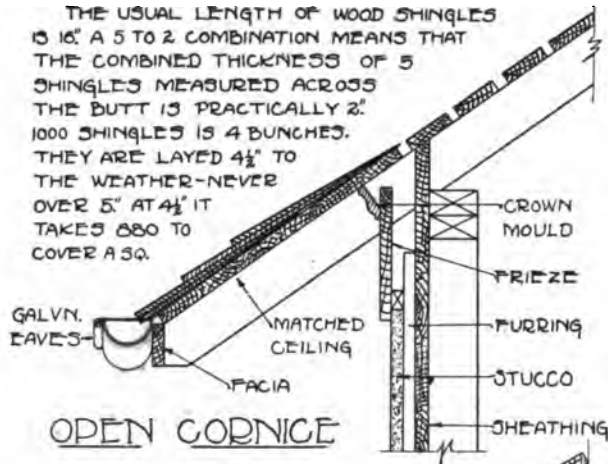 THE USUAL LENGTH OF WOOD SHINGLES
IS 16". A 5 TO 2 COMBINATION MEANS THAT
THE COMBINED THICKNESS OF 5
SHINGLES MEASURED ACROSS
THE BUTT IS PRACTICALLY 2".
1000 SHINGLES IS 4 BUNCHES.
THEY ARE LAYED 4½" TO
THE WEATHER-NEVER
OVER 5". AT 4½" IT
TAKES 880 TO
COVER A SQ.
CROWN
MOULD
FRIEZE
GALVN.
EAVES
MATCHED
CEILING
FURRING
FACIA
STUCCO
OPEN CORNICE
SHEATHING